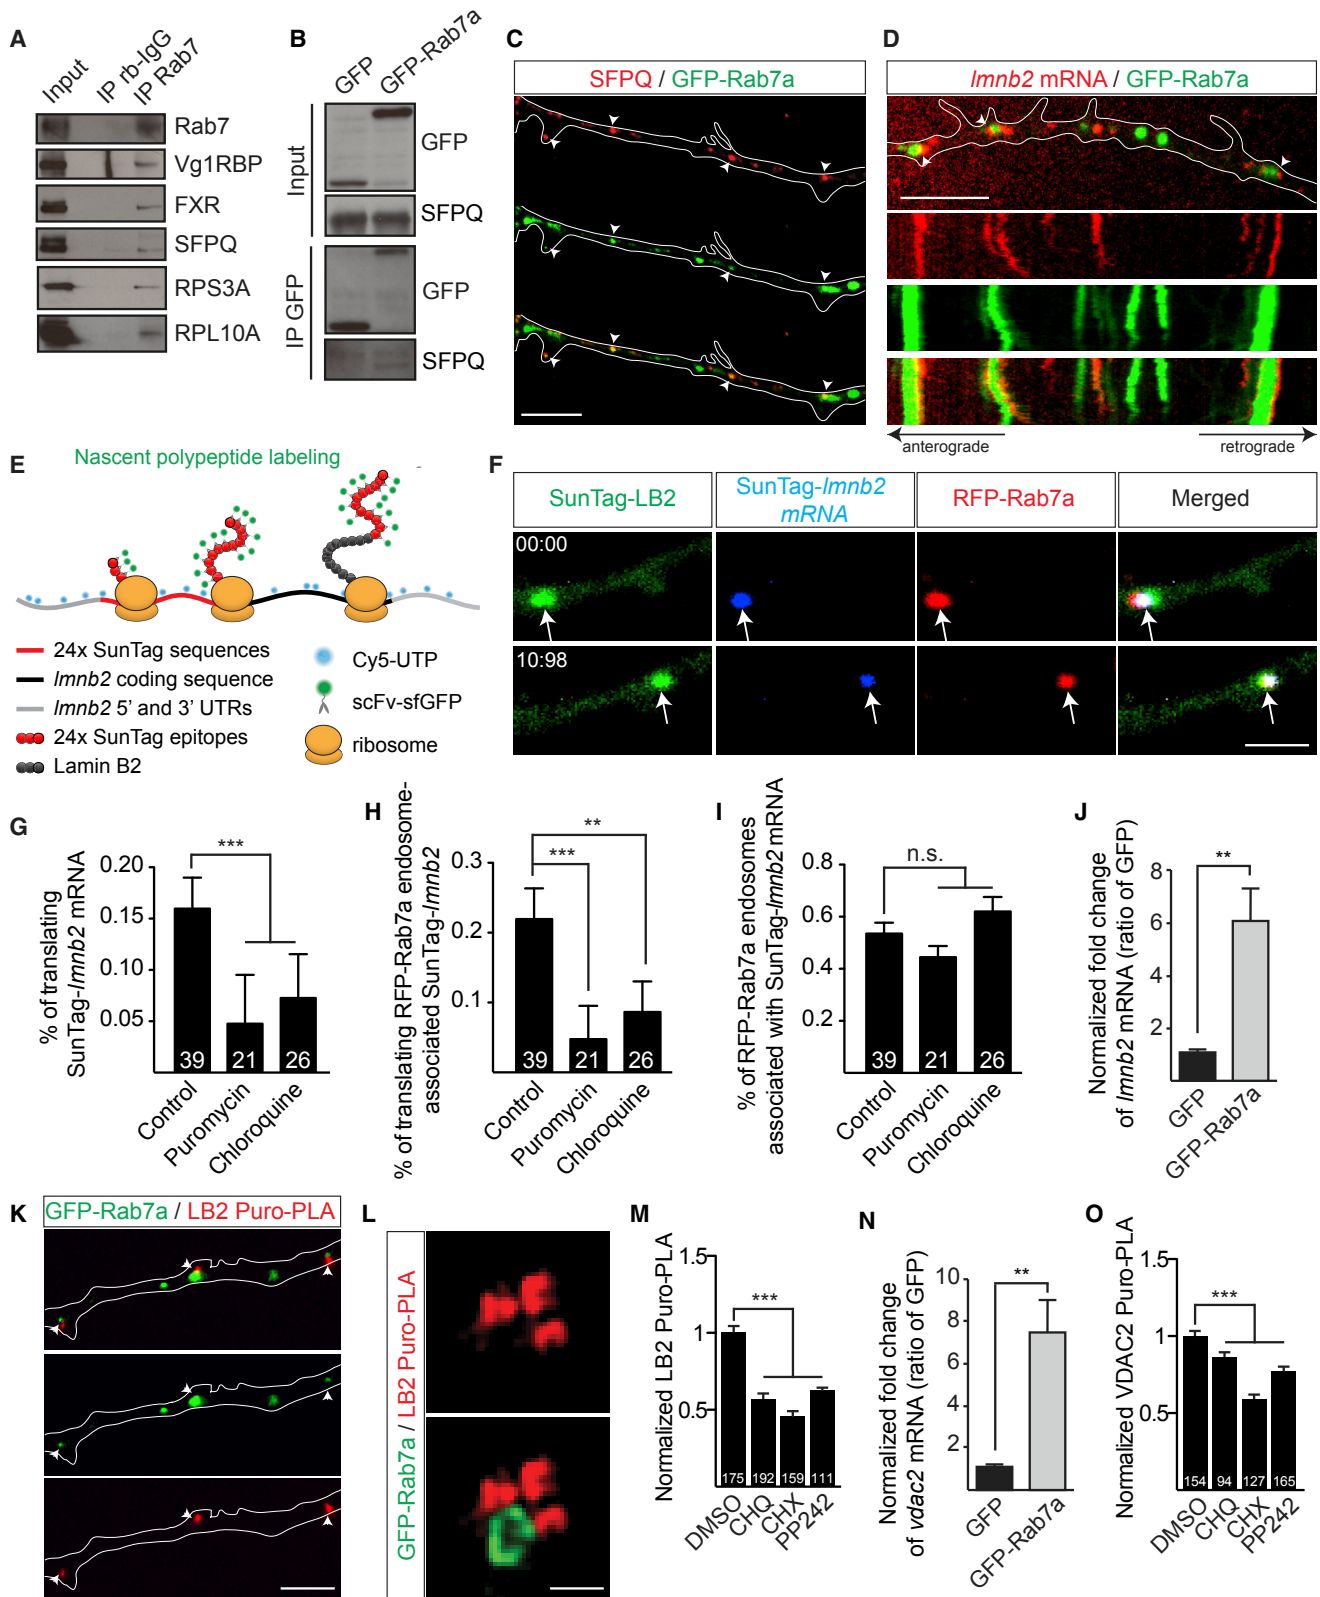 A
Input
IP rb-IgG
IP Rab7
Rab7
Vg1RBP
FXR
SFPQ
RPS3A
RPL10A
B
GFP
GFP-Rab7a
Input
GFP
SFPQ
IP GFP
GFP
SFPQ
C
SFPQ / GFP-Rab7a
D
lmnb2 mRNA / GFP-Rab7a
anterograde
retrograde
E
Nascent polypeptide labeling
24x SunTag sequences
lmnb2 coding sequence
lmnb2 5' and 3' UTRs
24x SunTag epitopes
Lamin B2
Cy5-UTP
scFv-sfGFP
ribosome
F
SunTag-LB2
SunTag-lmnb2
mRNA
RFP-Rab7a
Merged
00:00
10:98
G
% of translating
SunTag-lmnb2 mRNA
0.20
0.15
0.10
0.05
***
39
21
26
Control
Puromycin
Chloroquine
H
% of translating RFP-Rab7a endosome-
associated SunTag-lmnb2
0.3
0.2
0.1
**
***
39
21
26
Control
Puromycin
Chloroquine
I
% of RFP-Rab7a endosomes
associated with SunTag-lmnb2 mRNA
0.8
0.6
0.4
0.2
n.s.
39
21
26
Control
Puromycin
Chloroquine
J
Normalized fold change
of lmnb2 mRNA (ratio of GFP)
8
6
4
2
**
GFP
GFP-Rab7a
K
GFP-Rab7a / LB2 Puro-PLA
L
GFP-Rab7a / LB2 Puro-PLA
M
Normalized LB2 Puro-PLA
1.5
1
0.5
***
175
192
159
111
DMSO
CHQ
CHX
PP242
N
Normalized fold change
of vdac2 mRNA (ratio of GFP)
10
8
6
4
2
**
GFP
GFP-Rab7a
O
Normalized VDAC2 Puro-PLA
1.5
1
0.5
***
154
94
127
165
DMSO
CHQ
CHX
PP242